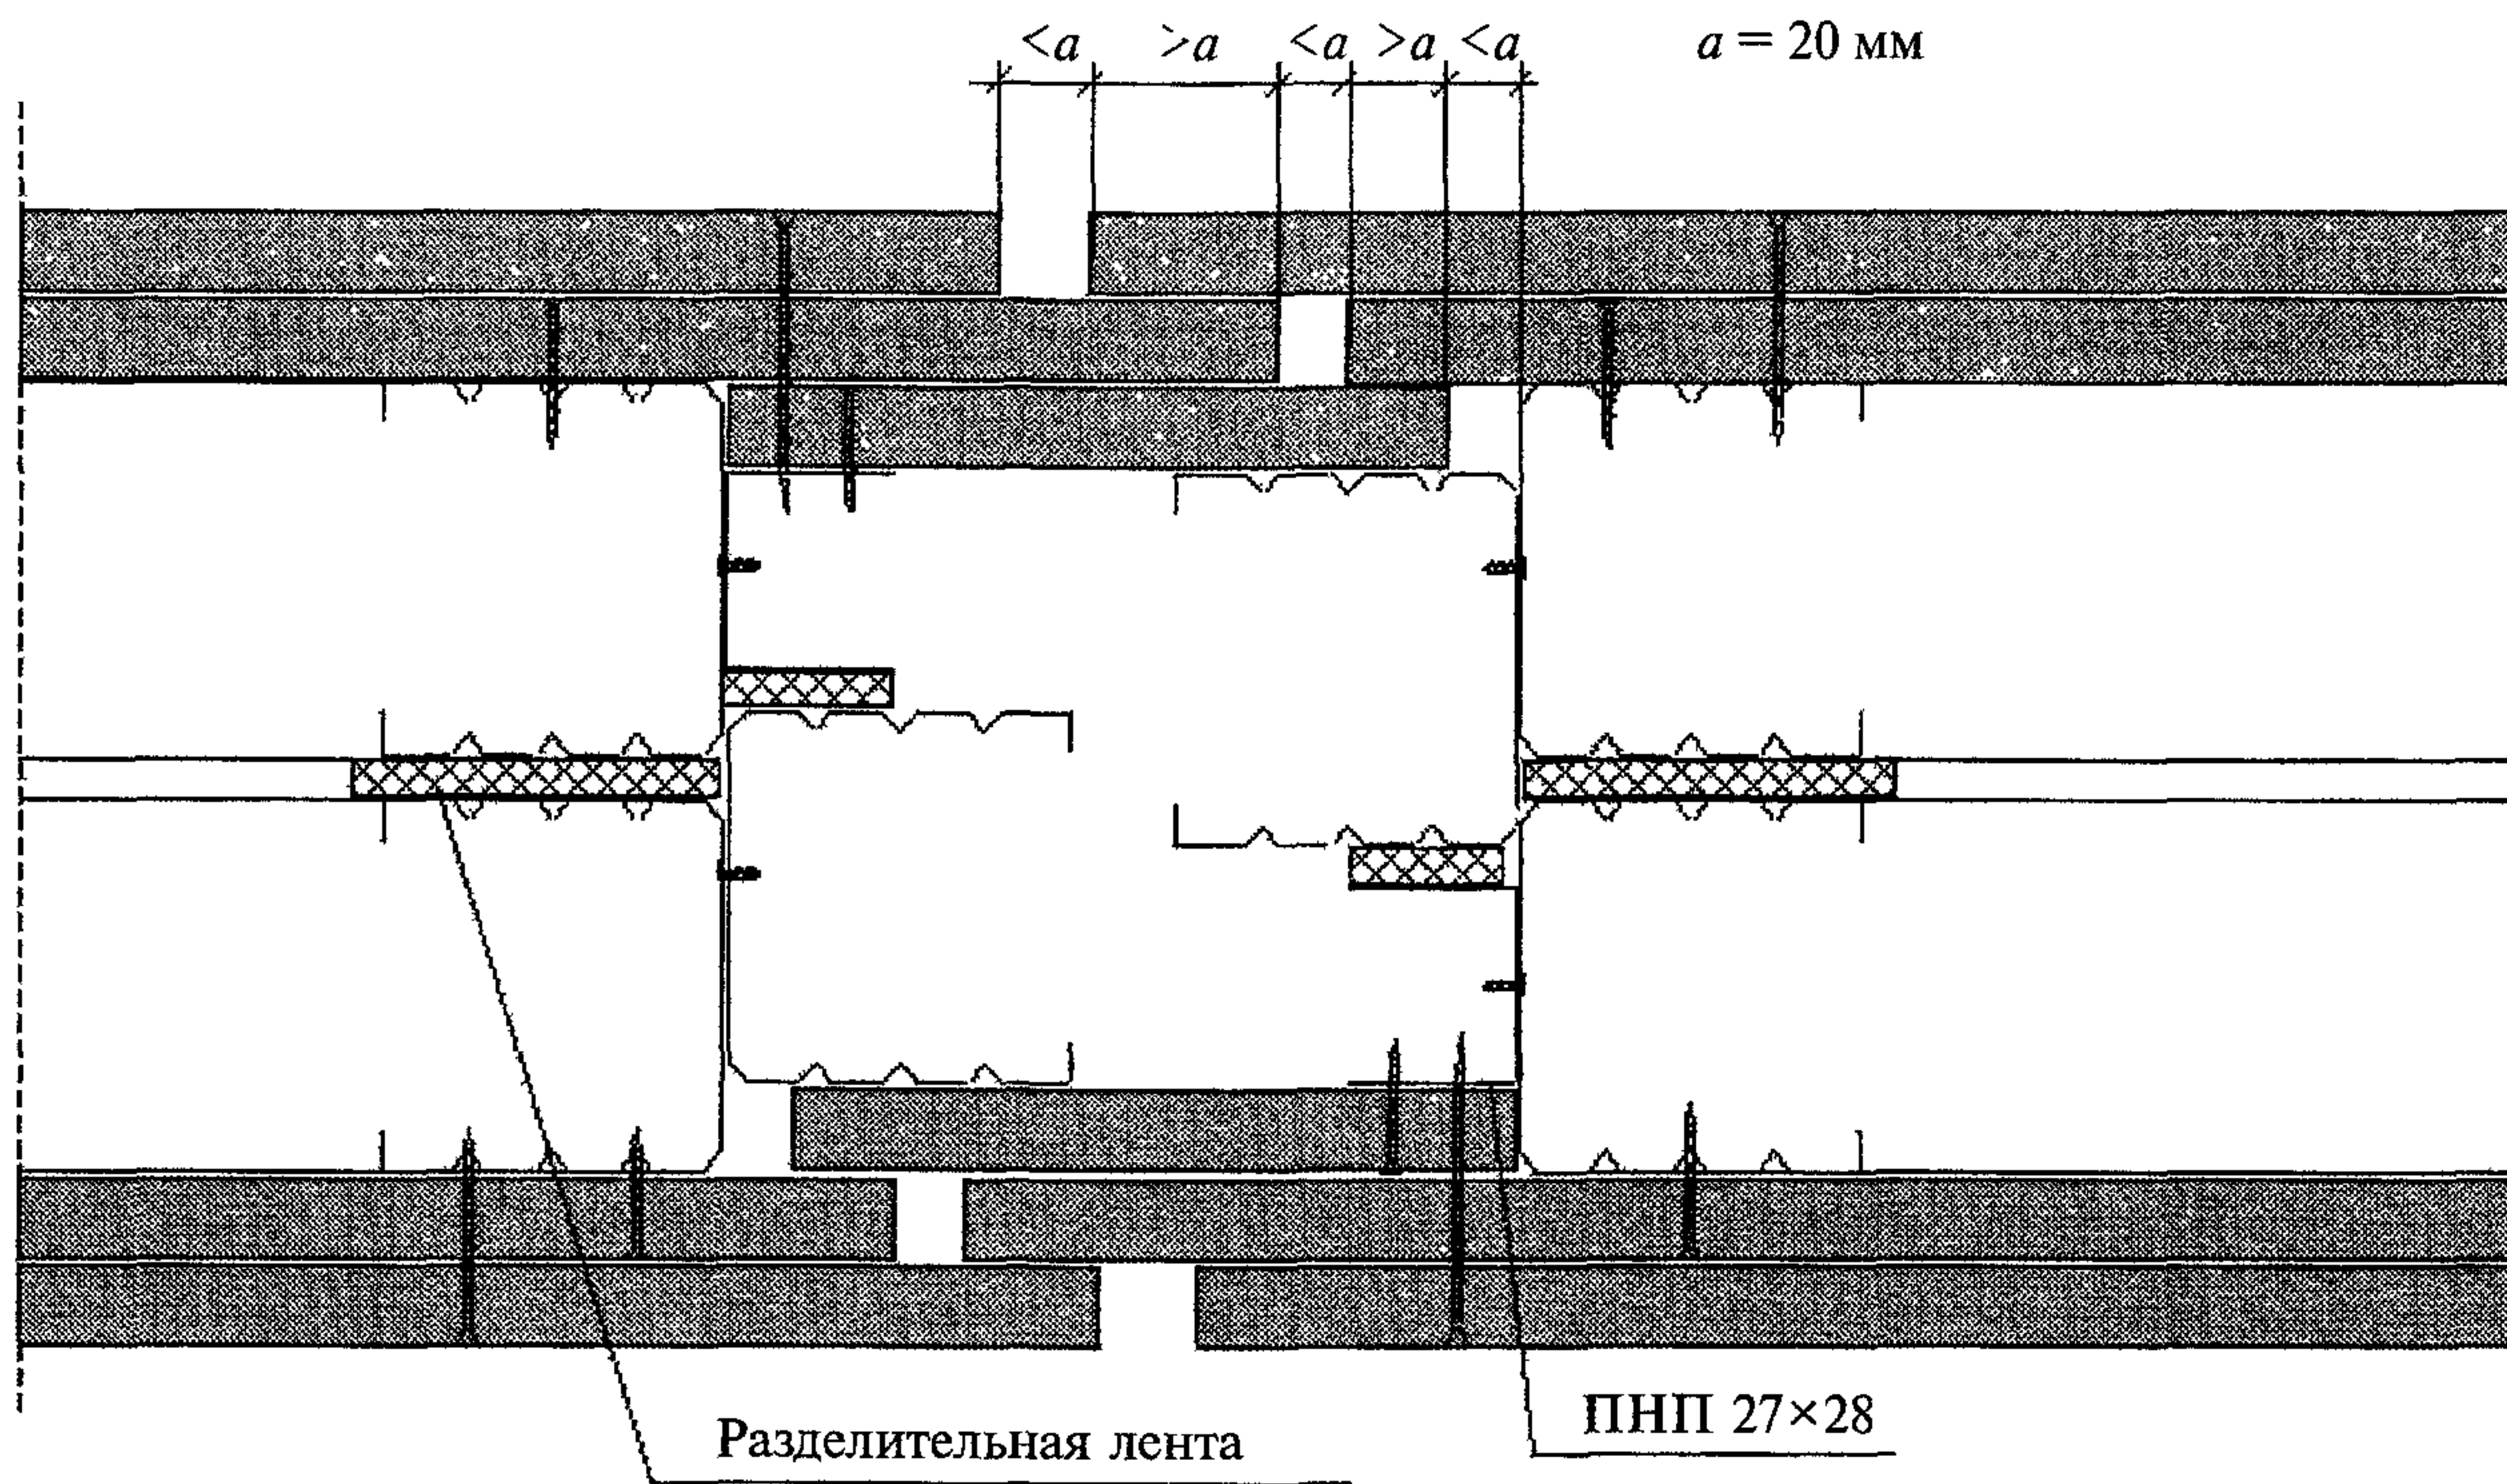 <a >a <a >a <a a = 20 мм
ПНП 27×28
Разделительная лента